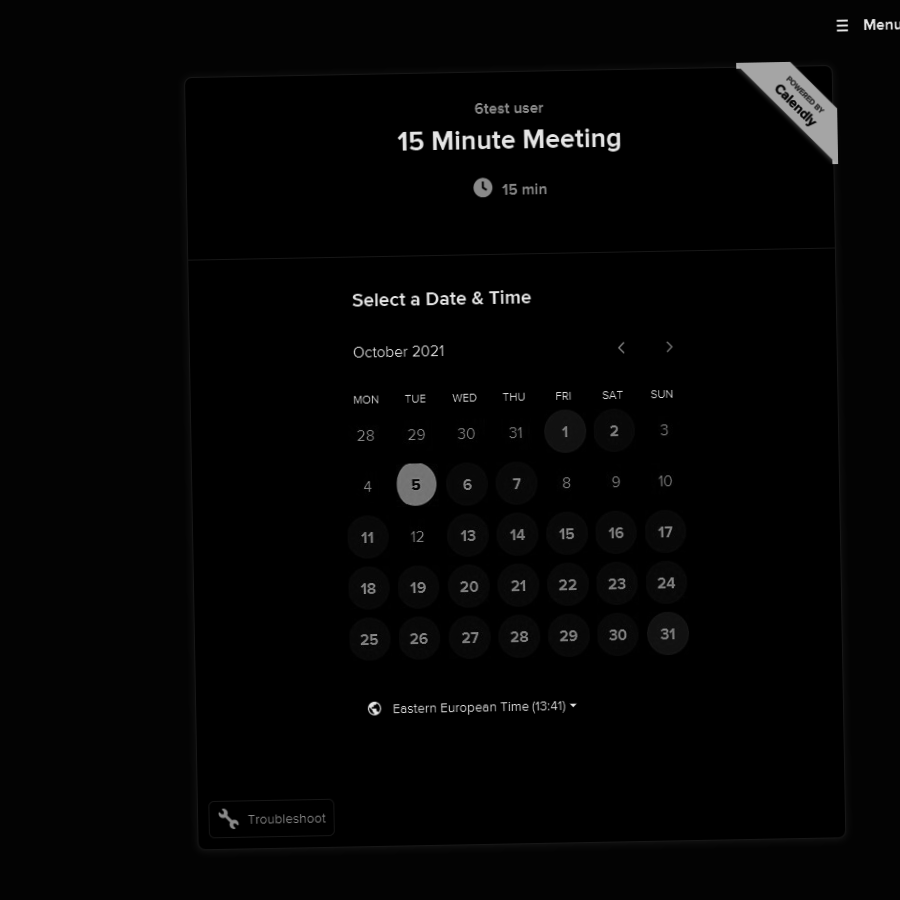 ☰ Menu
POWERED BY
Calendly
6test user
15 Minute Meeting
15 min
Select a Date & Time
October 2021
MON TUE WED THU FRI SAT SUN
28 29 30 31 1 2 3
4 5 6 7 8 9 10
11 12 13 14 15 16 17
18 19 20 21 22 23 24
25 26 27 28 29 30 31
Eastern European Time (13:41)
Troubleshoot